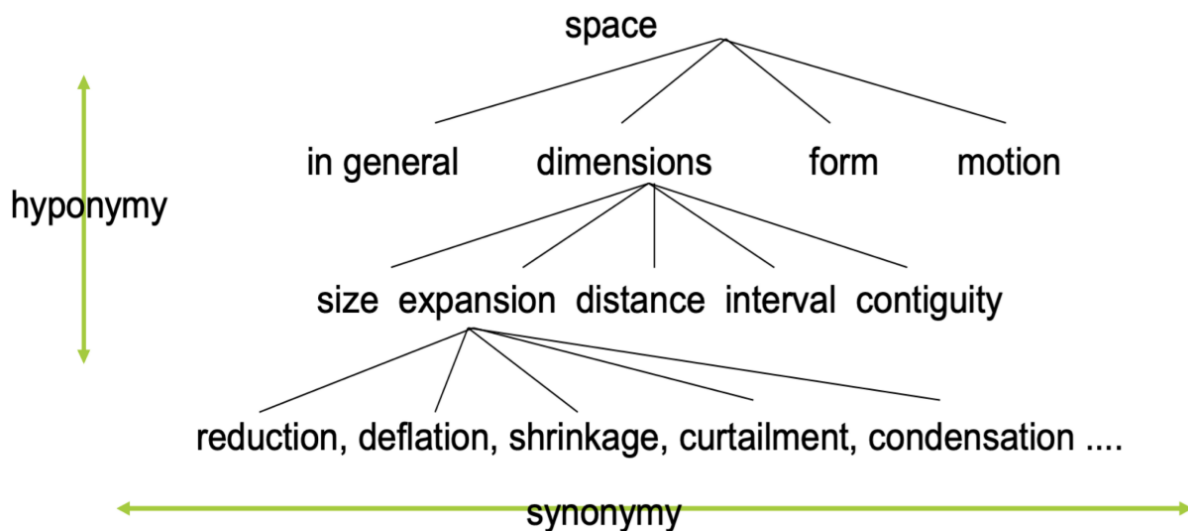 space
in general dimensions form motion
hyponymy
size expansion distance interval contiguity
reduction, deflation, shrinkage, curtailment, condensation ....
synonymy